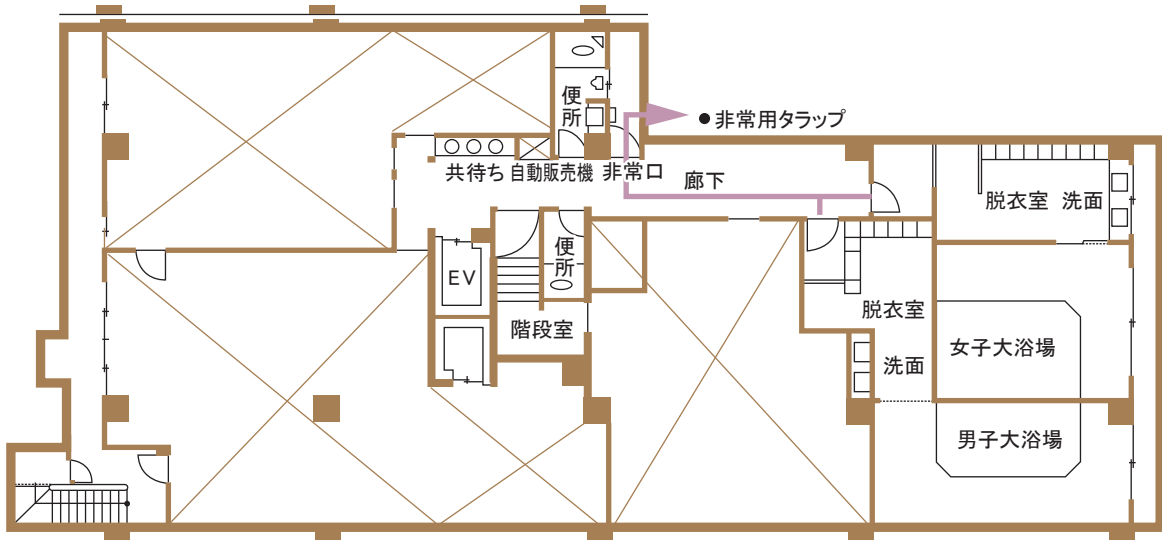 便所
●非常用タラップ
共待ち 自動販売機 非常口
廊下
脱衣室 洗面
便所
EV
階段室
脱衣室
洗面
女子大浴場
男子大浴場